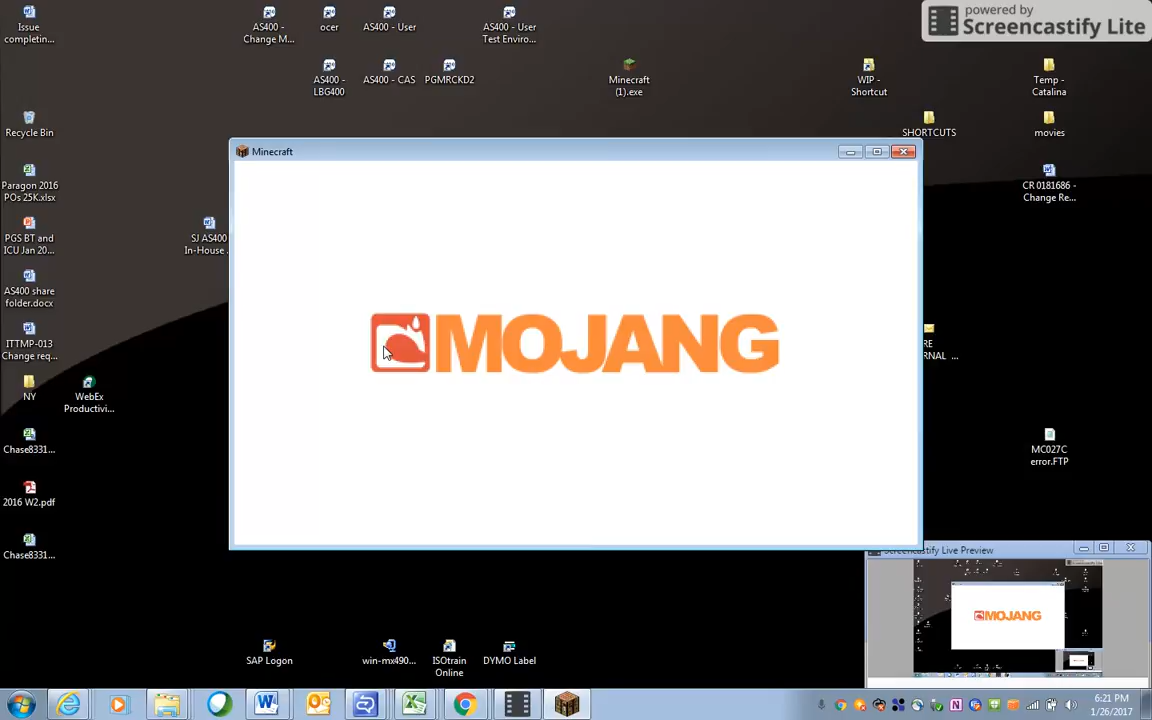 Issue
completin...
AS400 -
Change M...
ocer
AS400 - User
AS400 - User
Test Enviro...
powered by
Screencastify Lite
AS400 -
LBG400
AS400 - CAS
PGMRCKD2
Minecraft
(1).exe
WIP -
Shortcut
Temp -
Catalina
Recycle Bin
SHORTCUTS
movies
Minecraft
Paragon 2016
POs 25K.xlsx
CR 0181686 -
Change Re...
PGS BT and
ICU Jan 20...
SJ AS400
In-House
AS400 share
folder.docx
MOJANG
ITTMP-013
Change req...
RE
ERNAL ...
NY
WebEx
Productivi...
Chase8331...
MC027C
error.FTP
2016 W2.pdf
Chase8331...
Screencastify Live Preview
MOJANG
SAP Logon
win-mx490...
ISOtrain
Online
DYMO Label
6:21 PM
1/26/2017